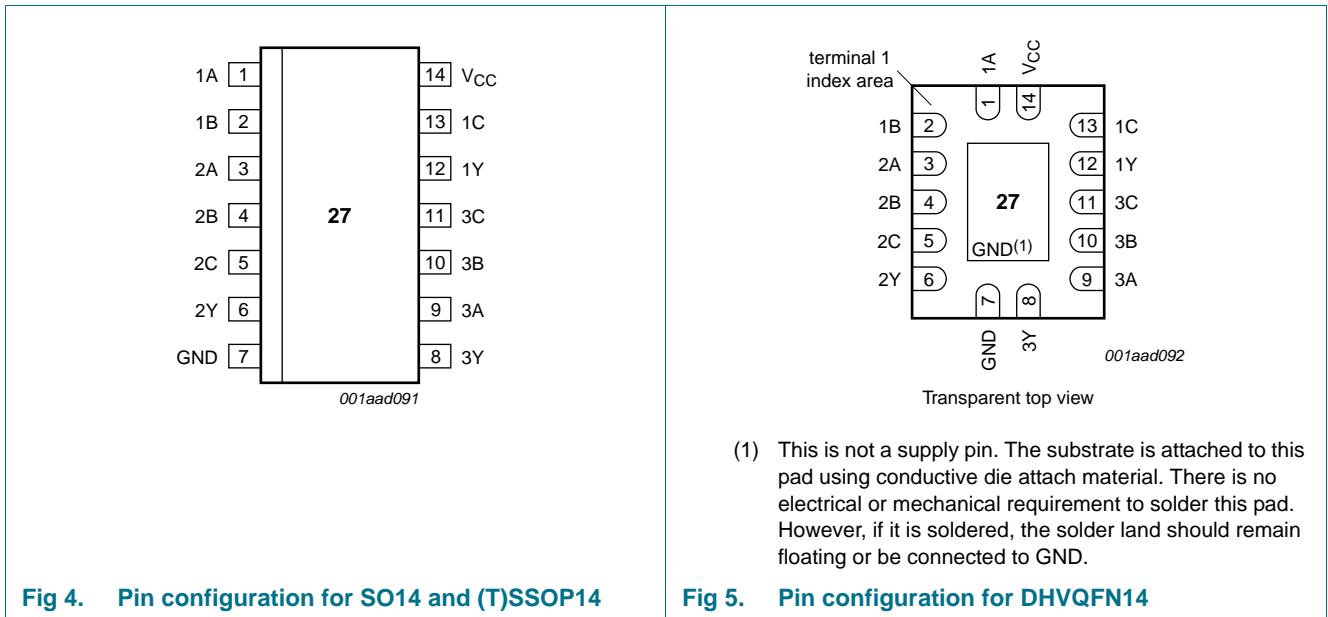 1A 1 14 VCC
1B 2 13 1C
2A 3 12 1Y
2B 4 27 11 3C
2C 5 10 3B
2Y 6 9 3A
GND 7 8 3Y
001aad091
Fig 4. Pin configuration for SO14 and (T)SSOP14
terminal 1
index area
1A VCC
1 14
1B 2 13 1C
2A 3 12 1Y
2B 4 27 11 3C
2C 5 10 3B
GND(1)
2Y 6 9 3A
7 8
GND 3Y
001aad092
Transparent top view
(1) This is not a supply pin. The substrate is attached to this
pad using conductive die attach material. There is no
electrical or mechanical requirement to solder this pad.
However, if it is soldered, the solder land should remain
floating or be connected to GND.
Fig 5. Pin configuration for DHVQFN14